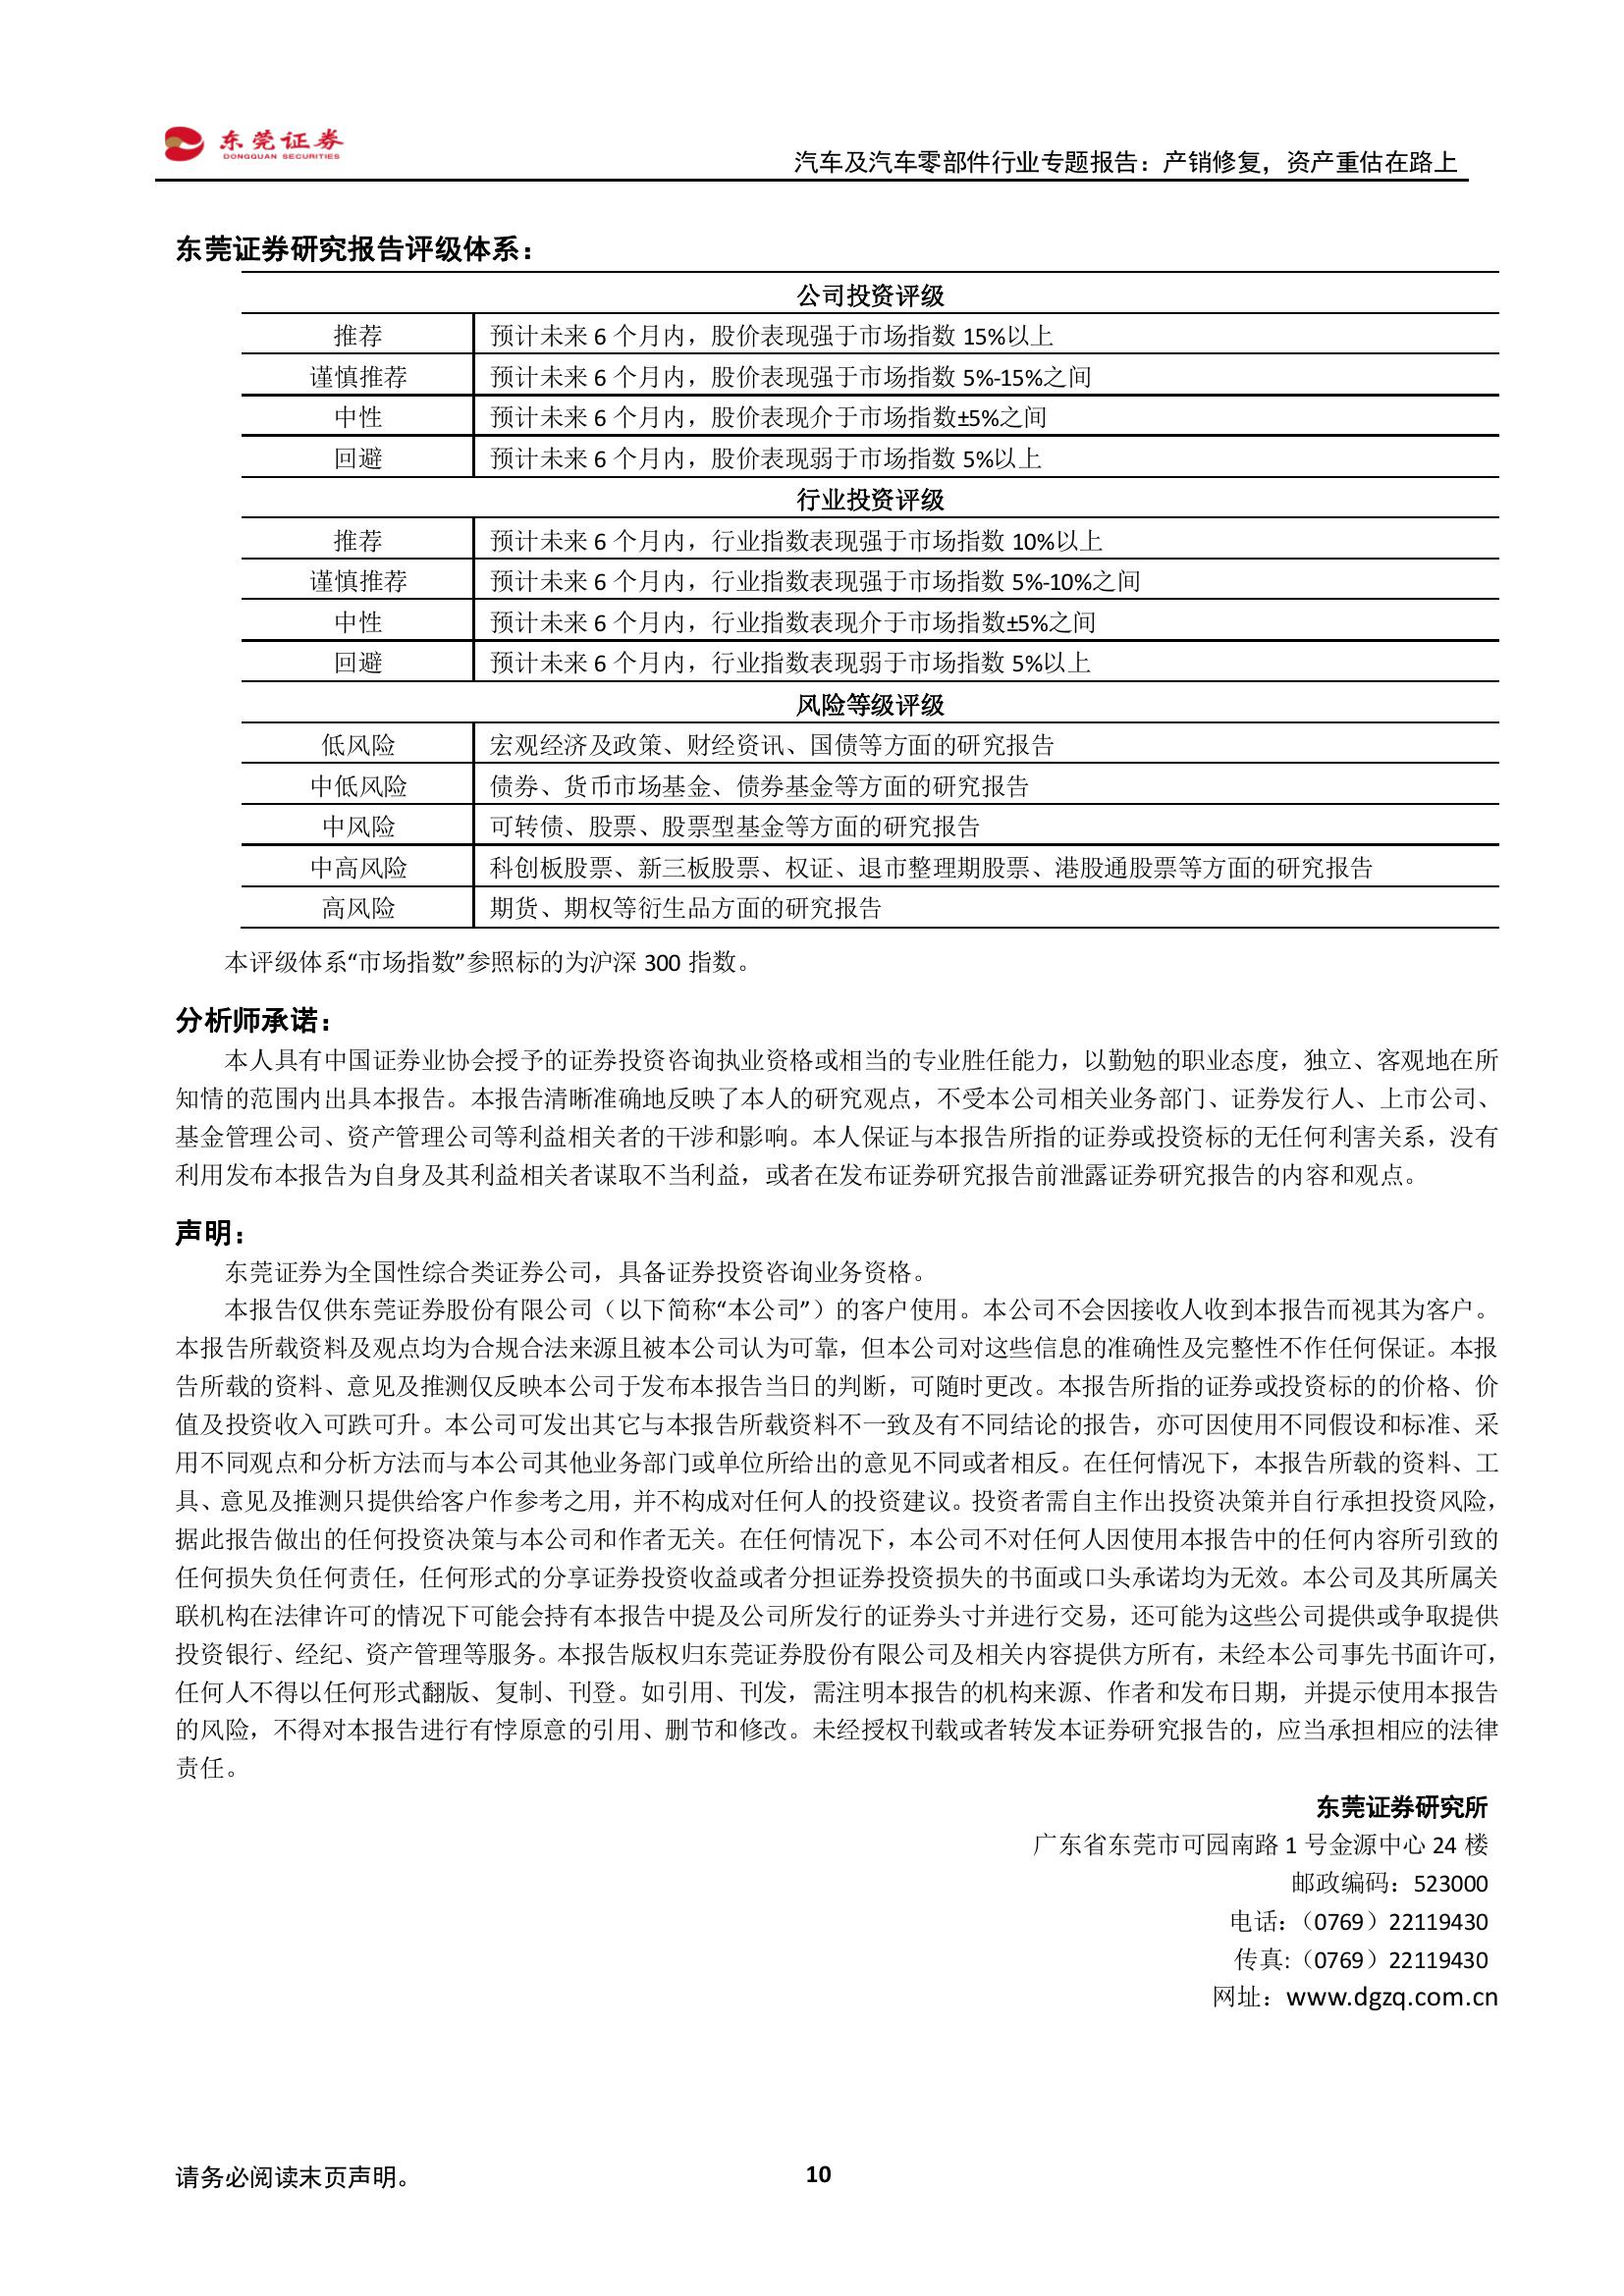 东莞证券
DONGGUAN SECURITIES
汽车及汽车零部件行业专题报告：产销修复，资产重估在路上
东莞证券研究报告评级体系：
公司投资评级
推荐 预计未来 6 个月内，股价表现强于市场指数 15%以上
谨慎推荐 预计未来 6 个月内，股价表现强于市场指数 5%-15%之间
中性 预计未来 6 个月内，股价表现介于市场指数±5%之间
回避 预计未来 6 个月内，股价表现弱于市场指数 5%以上
行业投资评级
推荐 预计未来 6 个月内，行业指数表现强于市场指数 10%以上
谨慎推荐 预计未来 6 个月内，行业指数表现强于市场指数 5%-10%之间
中性 预计未来 6 个月内，行业指数表现介于市场指数±5%之间
回避 预计未来 6 个月内，行业指数表现弱于市场指数 5%以上
风险等级评级
低风险 宏观经济及政策、财经资讯、国债等方面的研究报告
中低风险 债券、货币市场基金、债券基金等方面的研究报告
中风险 可转债、股票、股票型基金等方面的研究报告
中高风险 科创板股票、新三板股票、权证、退市整理期股票、港股通股票等方面的研究报告
高风险 期货、期权等衍生品方面的研究报告
本评级体系“市场指数”参照标的为沪深 300 指数。
分析师承诺：
本人具有中国证券业协会授予的证券投资咨询执业资格或相当的专业胜任能力，以勤勉的职业态度，独立、客观地在所
知情的范围内出具本报告。本报告清晰准确地反映了本人的研究观点，不受本公司相关业务部门、证券发行人、上市公司、
基金管理公司、资产管理公司等利益相关者的干涉和影响。本人保证与本报告所指的证券或投资标的无任何利害关系，没有
利用发布本报告为自身及其利益相关者谋取不当利益，或者在发布证券研究报告前泄露证券研究报告的内容和观点。
声明：
东莞证券为全国性综合类证券公司，具备证券投资咨询业务资格。
本报告仅供东莞证券股份有限公司（以下简称“本公司”）的客户使用。本公司不会因接收人收到本报告而视其为客户。
本报告所载资料及观点均为合规合法来源且被本公司认为可靠，但本公司对这些信息的准确性及完整性不作任何保证。本报
告所载的资料、意见及推测仅反映本公司于发布本报告当日的判断，可随时更改。本报告所指的证券或投资标的的价格、价
值及投资收入可跌可升。本公司可发出其它与本报告所载资料不一致及有不同结论的报告，亦可因使用不同假设和标准、采
用不同观点和分析方法而与本公司其他业务部门或单位所给出的意见不同或者相反。在任何情况下，本报告所载的资料、工
具、意见及推测只提供给客户作参考之用，并不构成对任何人的投资建议。投资者需自主作出投资决策并自行承担投资风险，
据此报告做出的任何投资决策与本公司和作者无关。在任何情况下，本公司不对任何人因使用本报告中的任何内容所引致的
任何损失负任何责任，任何形式的分享证券投资收益或者分担证券投资损失的书面或口头承诺均为无效。本公司及其所属关
联机构在法律许可的情况下可能会持有本报告中提及公司所发行的证券头寸并进行交易，还可能为这些公司提供或争取提供
投资银行、经纪、资产管理等服务。本报告版权归东莞证券股份有限公司及相关内容提供方所有，未经本公司事先书面许可，
任何人不得以任何形式翻版、复制、刊登。如引用、刊发，需注明本报告的机构来源、作者和发布日期，并提示使用本报告
的风险，不得对本报告进行有悖原意的引用、删节和修改。未经授权刊载或者转发本证券研究报告的，应当承担相应的法律
责任。
东莞证券研究所
广东省东莞市可园南路 1 号金源中心 24 楼
邮政编码：523000
电话：（0769）22119430
传真：（0769）22119430
网址：www.dgzq.com.cn
请务必阅读末页声明。
10